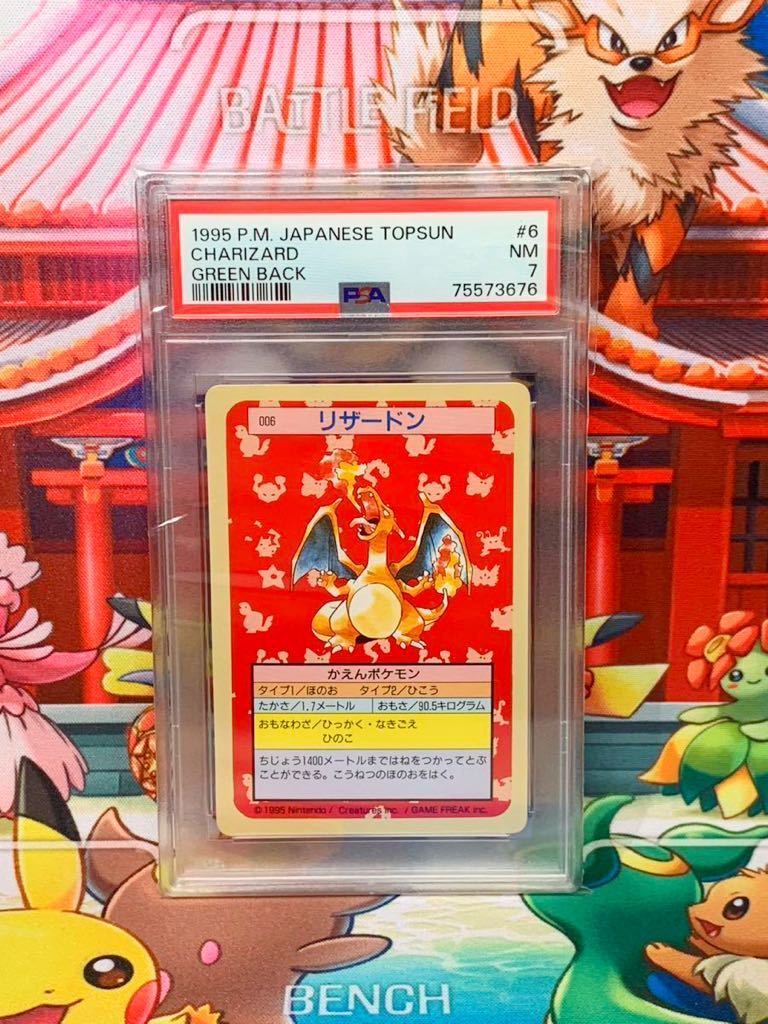 BATTLE FIELD
1995 P.M. JAPANESE TOPSUN #6
CHARIZARD NM
GREEN BACK 7
PSA 75573676
006 リザードン
かえんポケモン
タイプ1/ほのお タイプ2/ひこう
たかさ/1.7メートル おもさ/90.5キログラム
おもなわざ/ひっかく・なきごえ
ひのこ
ちじょう1400メートルまではねをつかってとぶ
ことができる。こうねつのほのおをはく。
© 1995 Nintendo / Creatures inc. / GAME FREAK inc.
BENCH